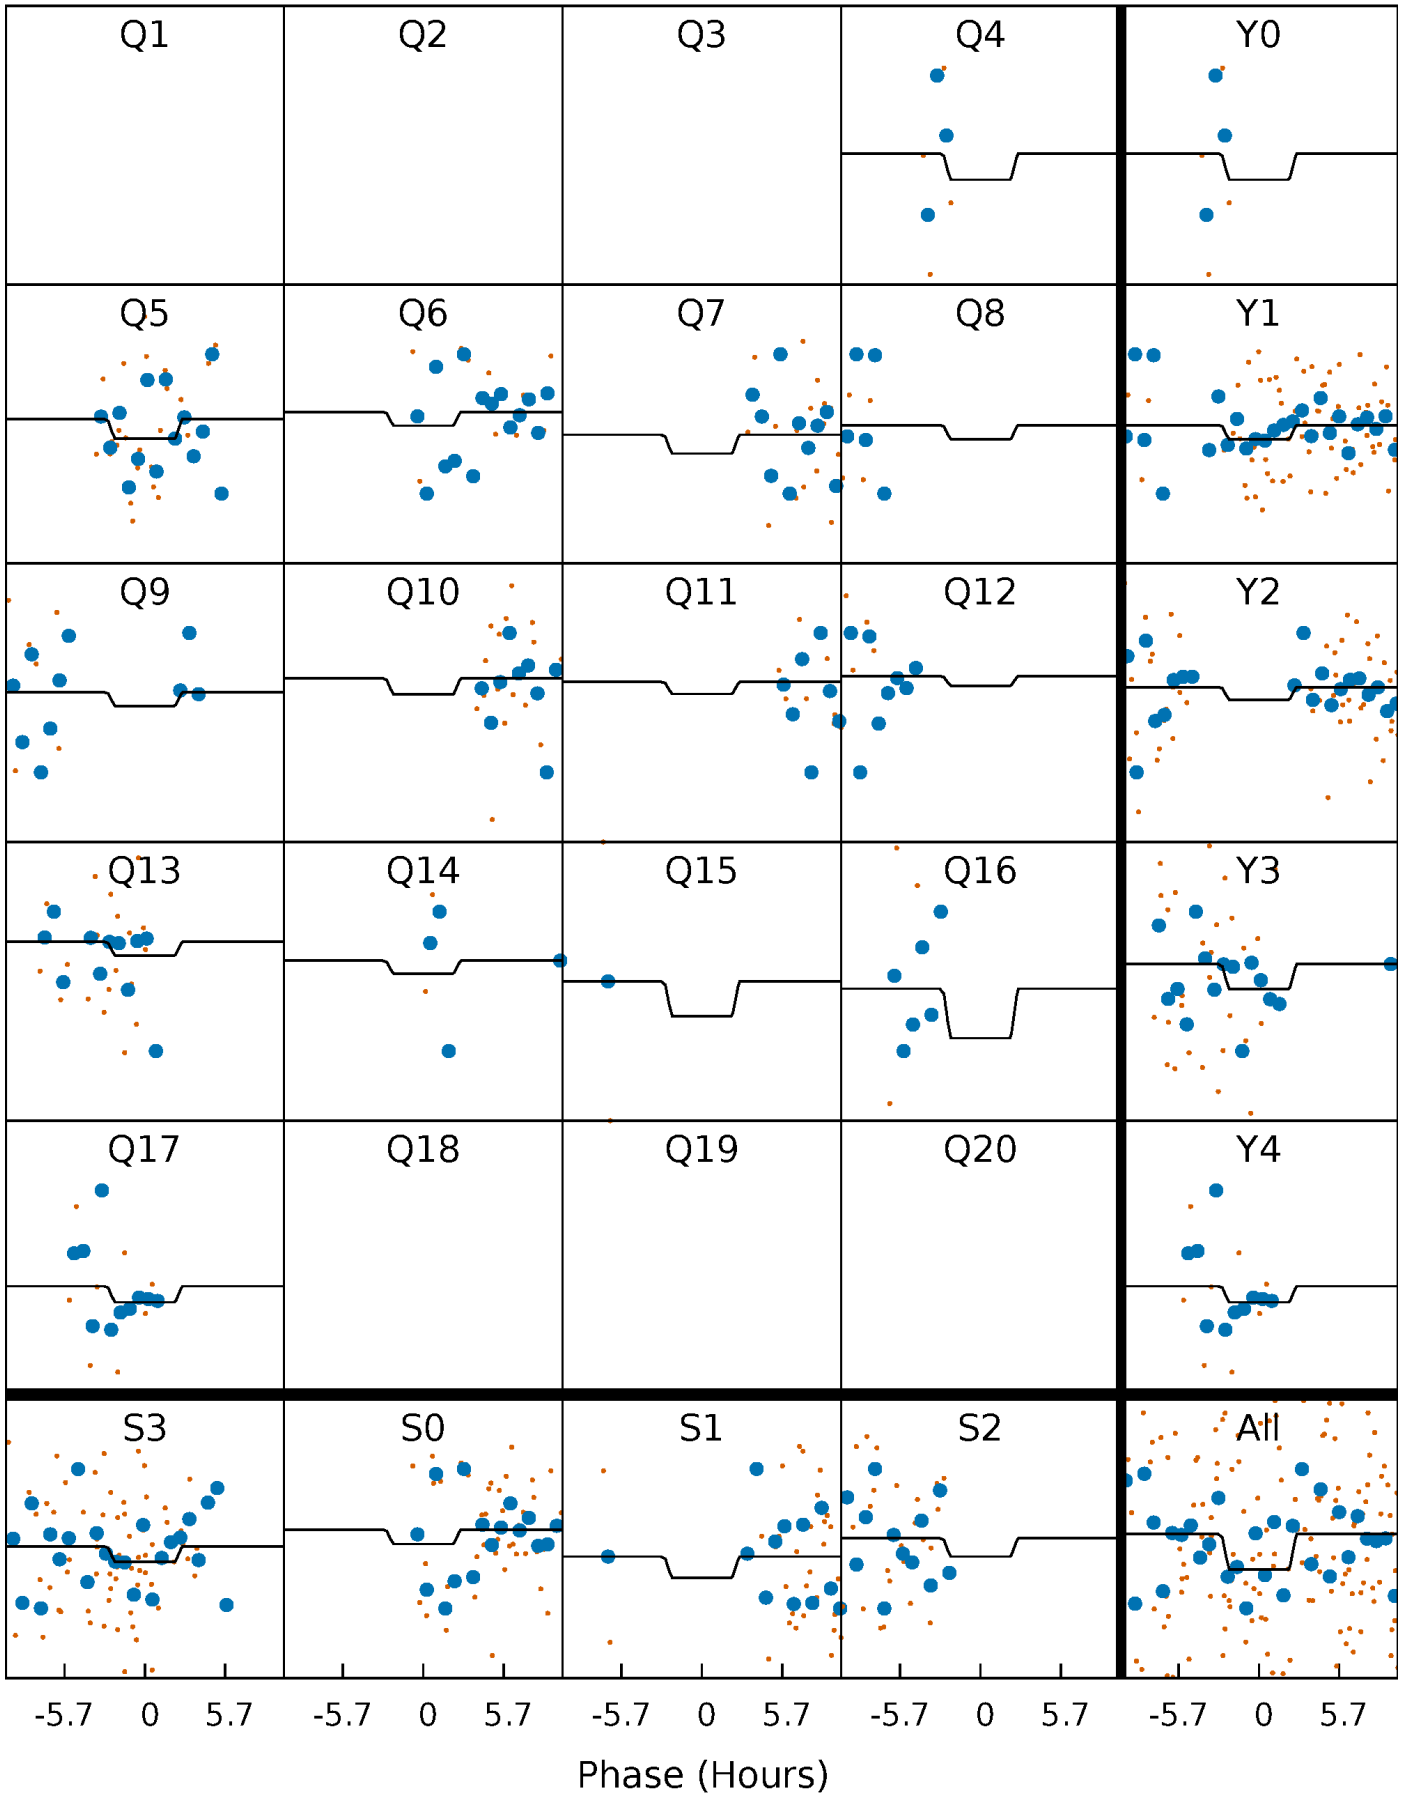 Q1 Q2 Q3 Q4 Y0
Q5 Q6 Q7 Q8 Y1
Q9 Q10 Q11 Q12 Y2
Q13 Q14 Q15 Q16 Y3
Q17 Q18 Q19 Q20 Y4
S3 S0 S1 S2 All
-5.7 0 5.7 -5.7 0 5.7 -5.7 0 5.7 -5.7 0 5.7 -5.7 0 5.7
Phase (Hours)